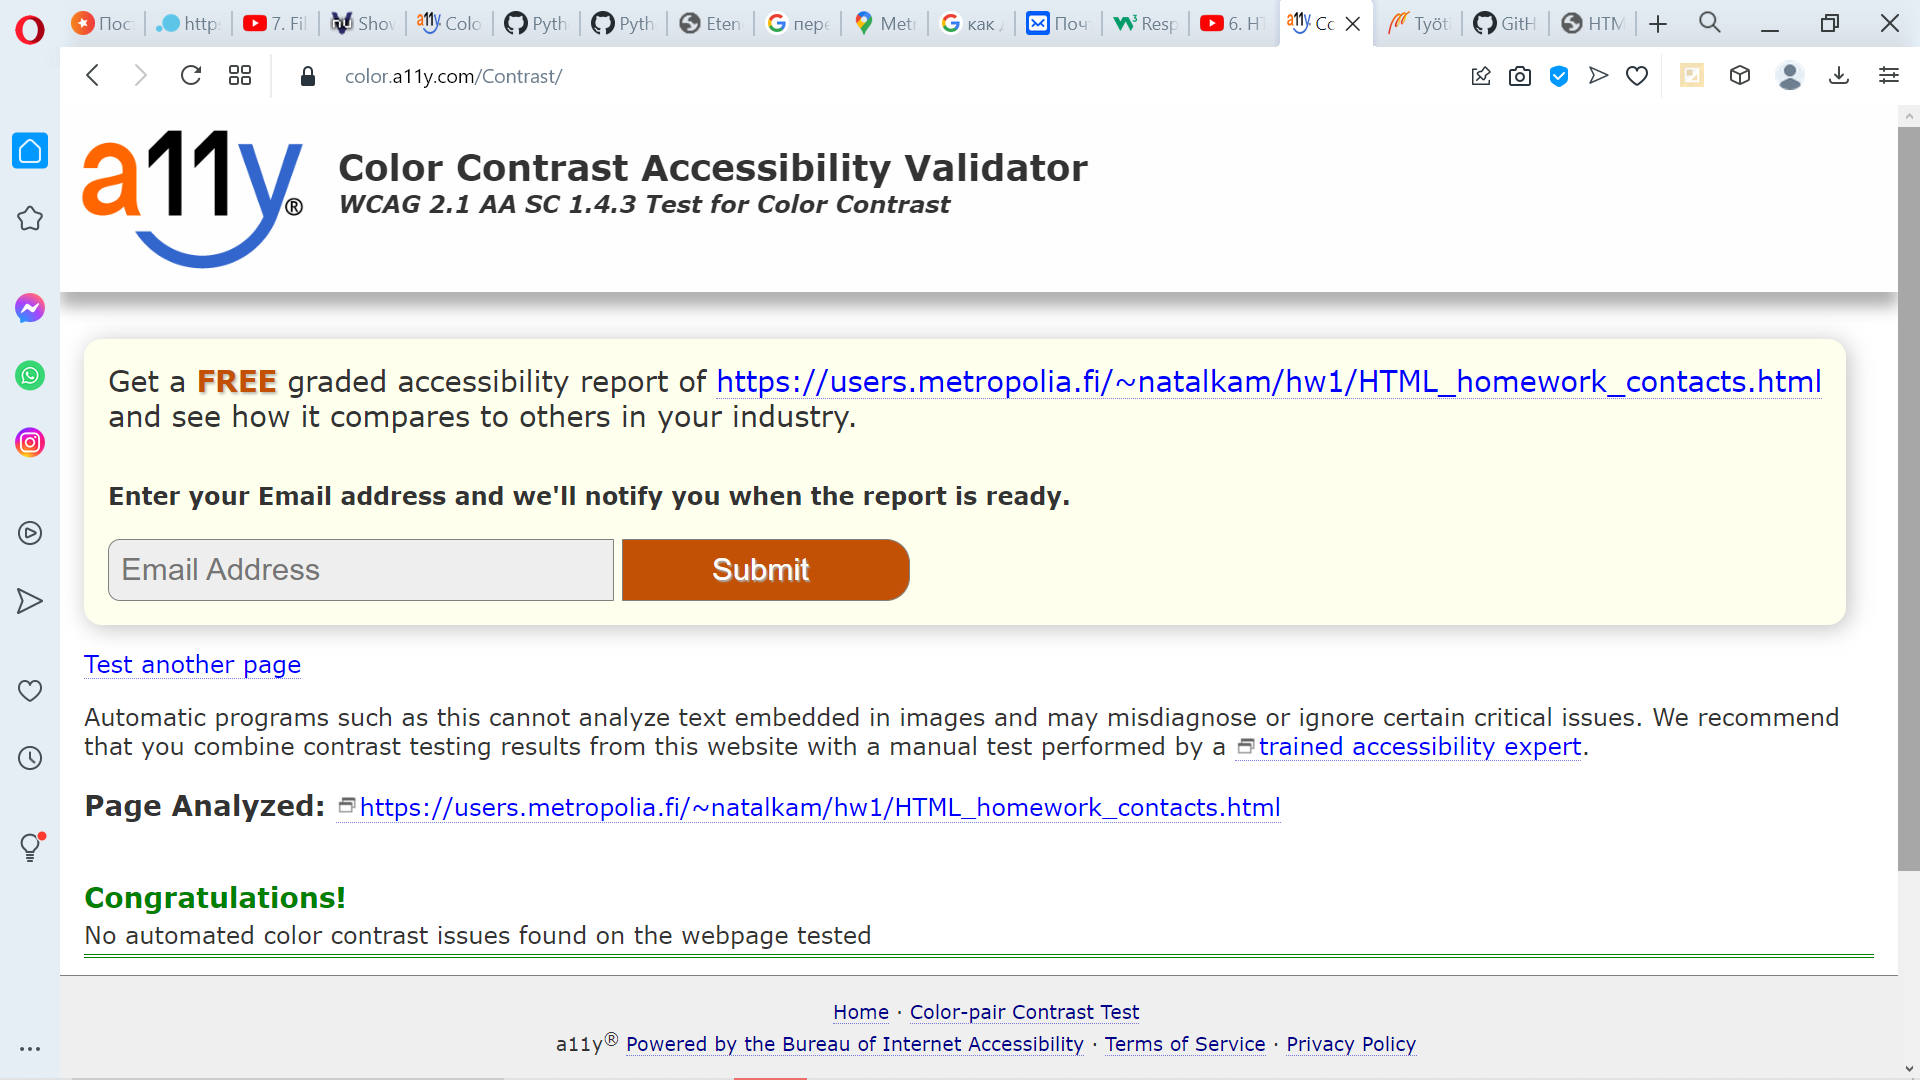 Пос
http
7. Fil
Show
Colo
Pyth
Pyth
Eten
пере
Metr
как
Почт
Resp
6. HT
Co
Työti
GitH
HTM
color.a11y.com/Contrast/
a11y®
Color Contrast Accessibility Validator
WCAG 2.1 AA SC 1.4.3 Test for Color Contrast
Get a FREE graded accessibility report of https://users.metropolia.fi/~natalkam/hw1/HTML_homework_contacts.html
and see how it compares to others in your industry.
Enter your Email address and we'll notify you when the report is ready.
Email Address
Submit
Test another page
Automatic programs such as this cannot analyze text embedded in images and may misdiagnose or ignore certain critical issues. We recommend
that you combine contrast testing results from this website with a manual test performed by a trained accessibility expert.
Page Analyzed: https://users.metropolia.fi/~natalkam/hw1/HTML_homework_contacts.html
Congratulations!
No automated color contrast issues found on the webpage tested
Home · Color-pair Contrast Test
a11y® Powered by the Bureau of Internet Accessibility · Terms of Service · Privacy Policy